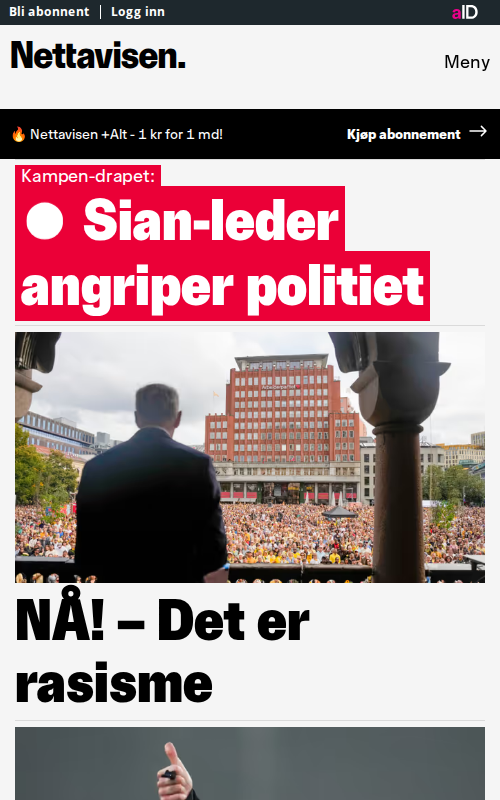 Bli abonnent | Logg inn
aID
Nettavisen.
Meny
🔥 Nettavisen +Alt - 1 kr for 1 md!
Kjøp abonnement →
Kampen-drapet:
● Sian-leder
angriper politiet
Arbeiderpartiet
NÅ! – Det er
rasisme